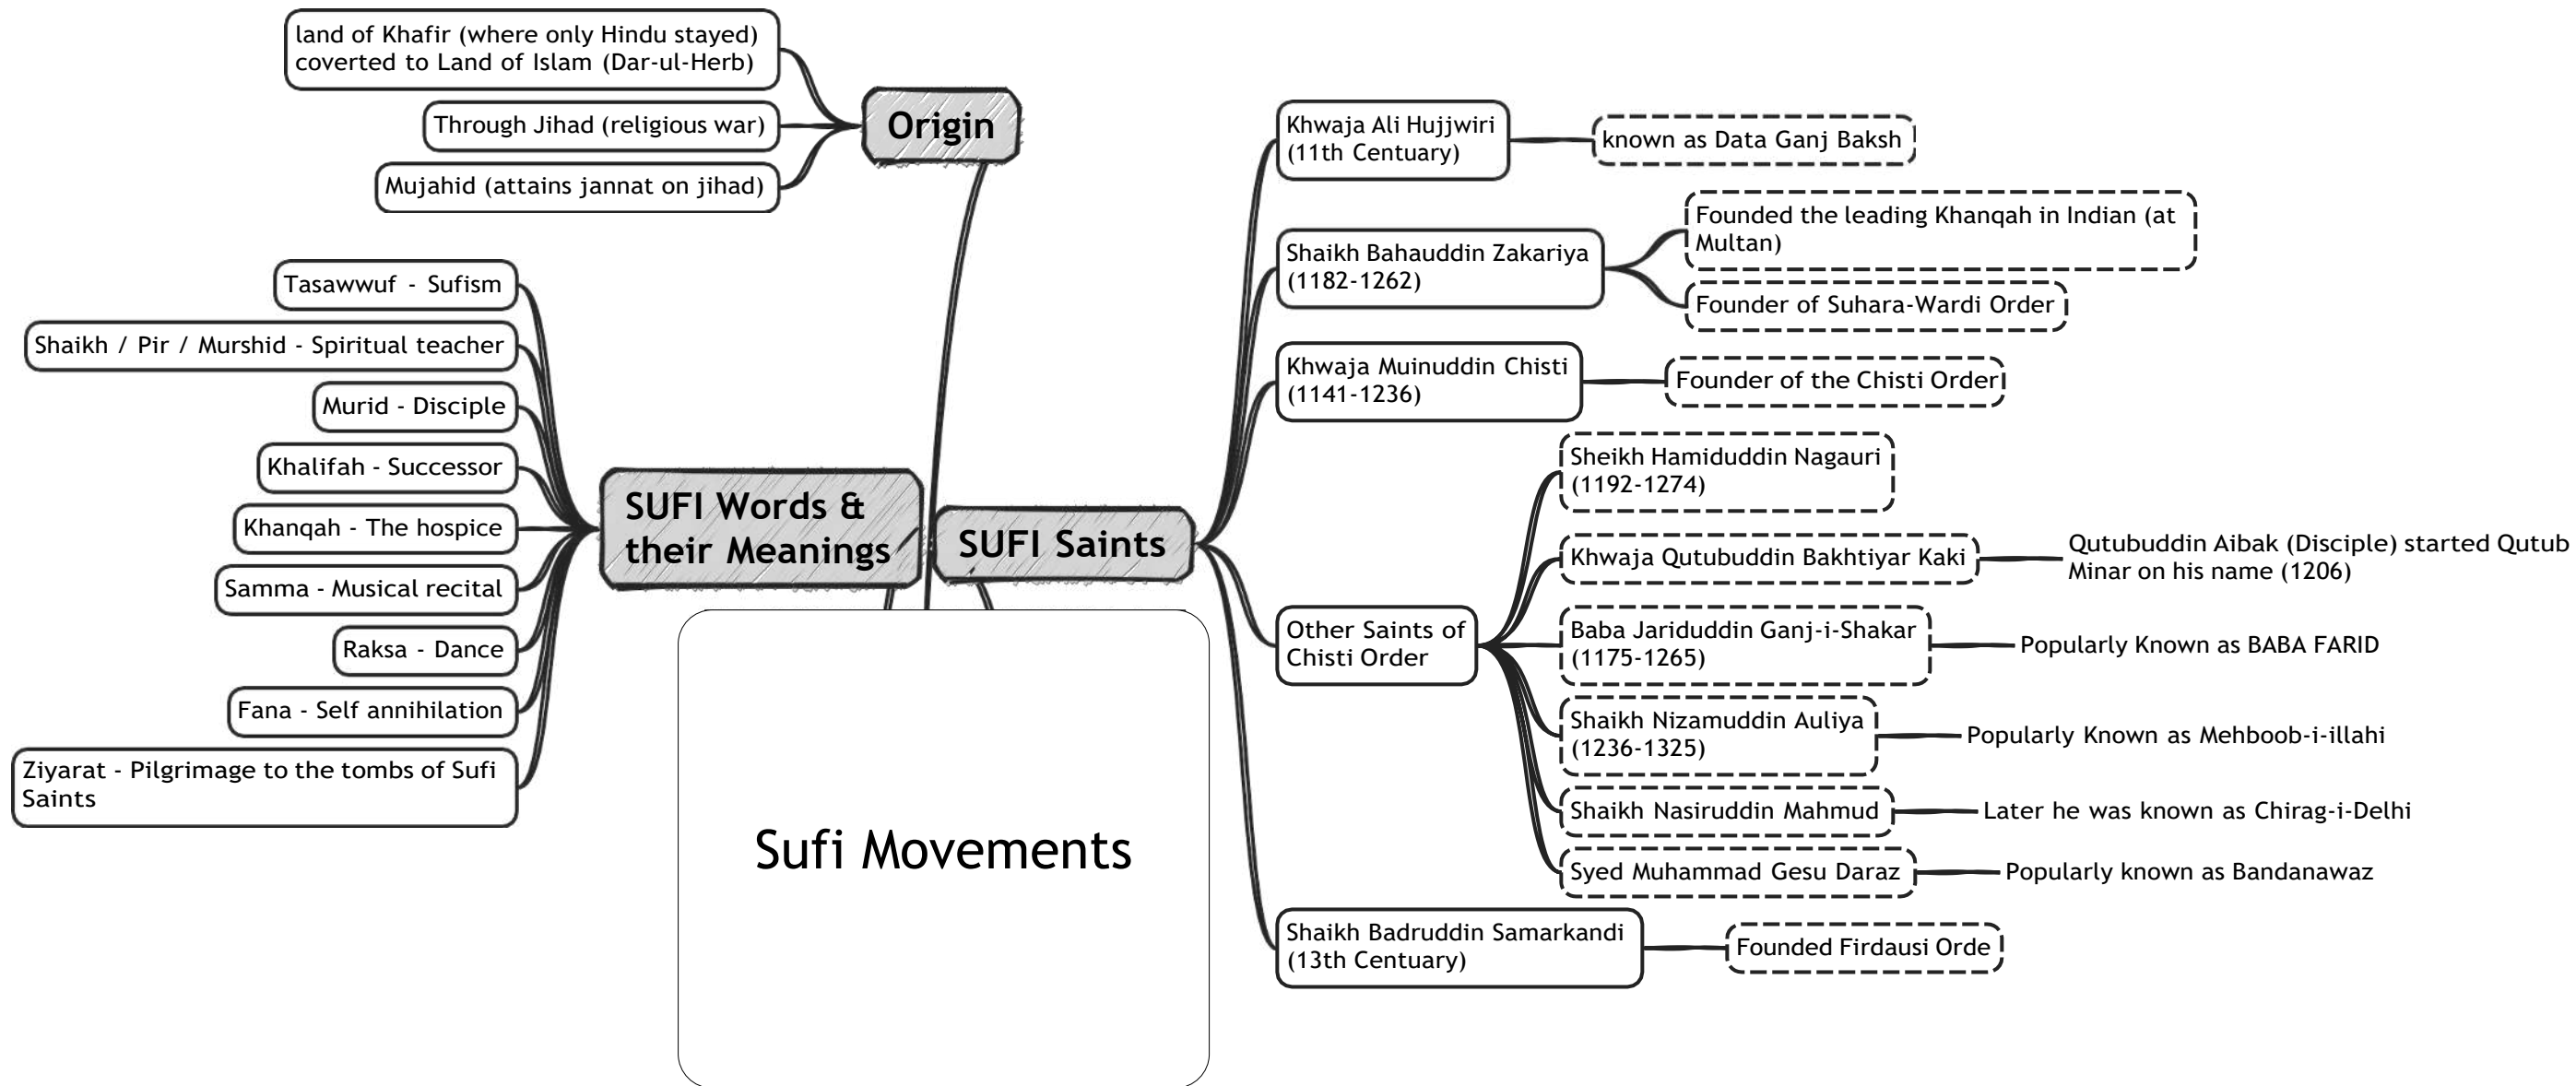 land of Khafir (where only Hindu stayed)
coverted to Land of Islam (Dar-ul-Herb)
Through Jihad (religious war)
Mujahid (attains jannat on jihad)
Origin
Tasawwuf - Sufism
Shaikh / Pir / Murshid - Spiritual teacher
Murid - Disciple
Khalifah - Successor
Khanqah - The hospice
Samma - Musical recital
Raksa - Dance
Fana - Self annihilation
Ziyarat - Pilgrimage to the tombs of Sufi
Saints
SUFI Words &
their Meanings
SUFI Saints
Khwaja Ali Hujjwiri
(11th Centuary)
known as Data Ganj Baksh
Shaikh Bahauddin Zakariya
(1182-1262)
Founded the leading Khanqah in Indian (at
Multan)
Founder of Suhara-Wardi Order
Khwaja Muinuddin Chisti
(1141-1236)
Founder of the Chisti Order
Other Saints of
Chisti Order
Sheikh Hamiduddin Nagauri
(1192-1274)
Khwaja Qutubuddin Bakhtiyar Kaki
Qutubuddin Aibak (Disciple) started Qutub
Minar on his name (1206)
Baba Jariduddin Ganj-i-Shakar
(1175-1265)
Popularly Known as BABA FARID
Shaikh Nizamuddin Auliya
(1236-1325)
Popularly Known as Mehboob-i-illahi
Shaikh Nasiruddin Mahmud
Later he was known as Chirag-i-Delhi
Syed Muhammad Gesu Daraz
Popularly known as Bandanawaz
Shaikh Badruddin Samarkandi
(13th Centuary)
Founded Firdausi Orde
Sufi Movements